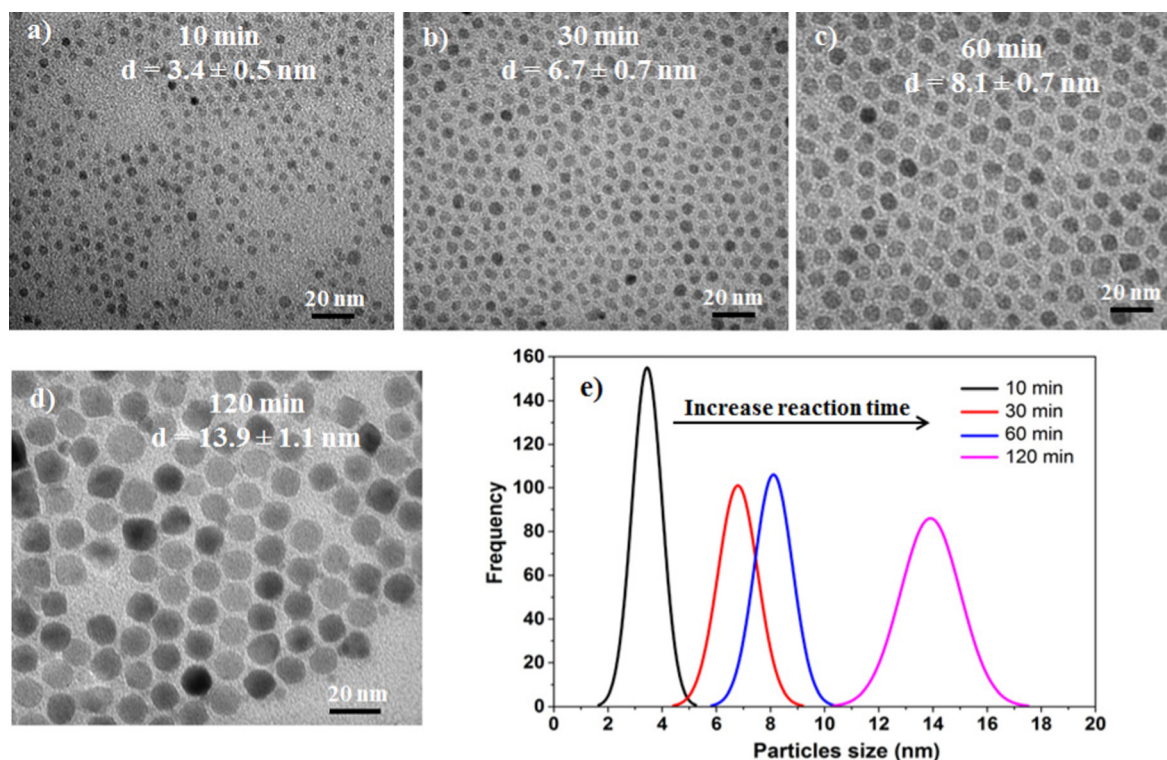 a)
10 min
d = 3.4 ± 0.5 nm
20 nm
b)
30 min
d = 6.7 ± 0.7 nm
20 nm
c)
60 min
d = 8.1 ± 0.7 nm
20 nm
d)
120 min
d = 13.9 ± 1.1 nm
20 nm
e)
Increase reaction time
10 min
30 min
60 min
120 min
Frequency
160
140
120
100
80
60
40
20
0
0 2 4 6 8 10 12 14 16 18 20
Particles size (nm)